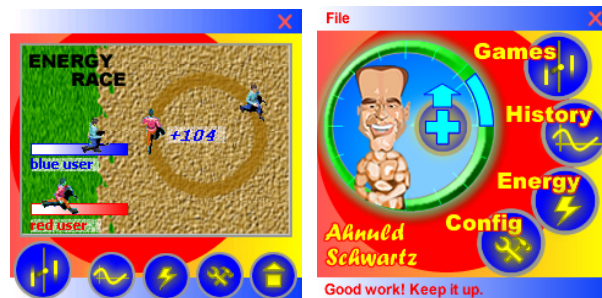 ENERGY
RACE
+104
blue user
red user
File
Games
History
Energy
Config
Ahnuld
Schwartz
Good work! Keep it up.